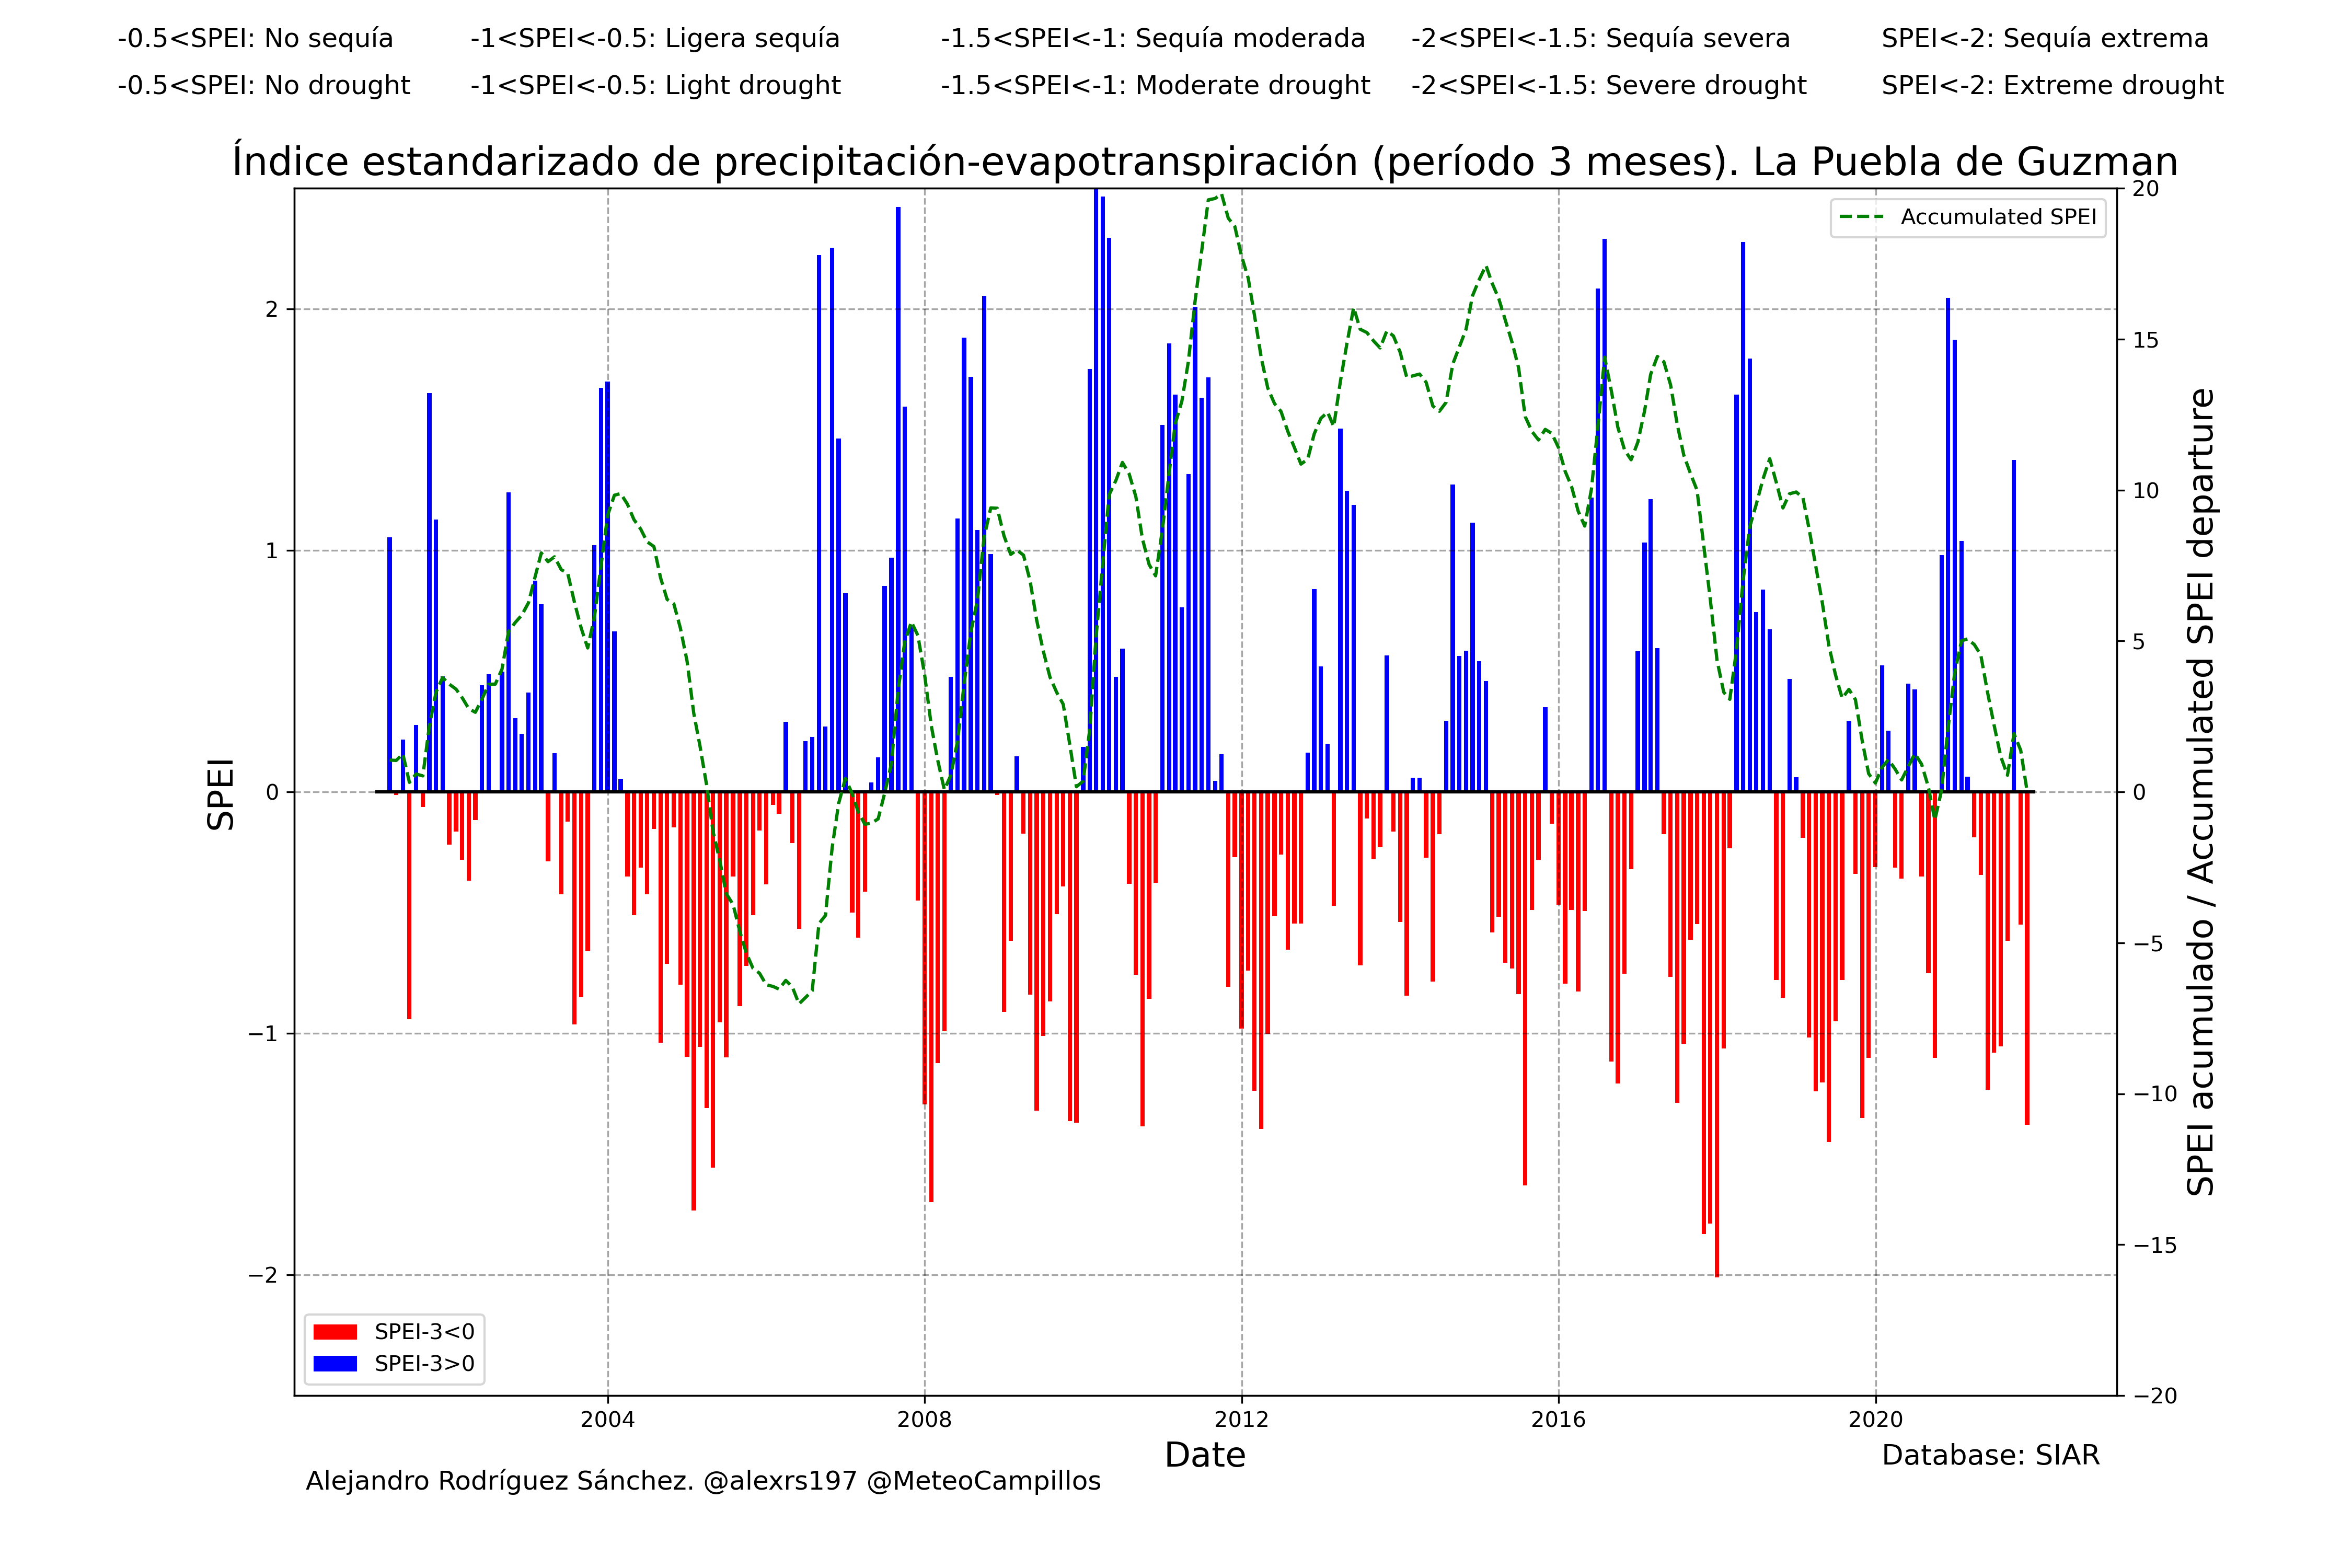 -0.5<SPEI: No sequía -1<SPEI<-0.5: Ligera sequía -1.5<SPEI<-1: Sequía moderada -2<SPEI<-1.5: Sequía severa SPEI<-2: Sequía extrema
-0.5<SPEI: No drought -1<SPEI<-0.5: Light drought -1.5<SPEI<-1: Moderate drought -2<SPEI<-1.5: Severe drought SPEI<-2: Extreme drought
Índice estandarizado de precipitación-evapotranspiración (período 3 meses). La Puebla de Guzman
Accumulated SPEI
SPEI
2
1
0
−1
−2
20
15
10
5
0
−5
−10
−15
−20
SPEI acumulado / Accumulated SPEI departure
SPEI-3<0
SPEI-3>0
2004 2008 2012 2016 2020
Date
Database: SIAR
Alejandro Rodríguez Sánchez. @alexrs197 @MeteoCampillos